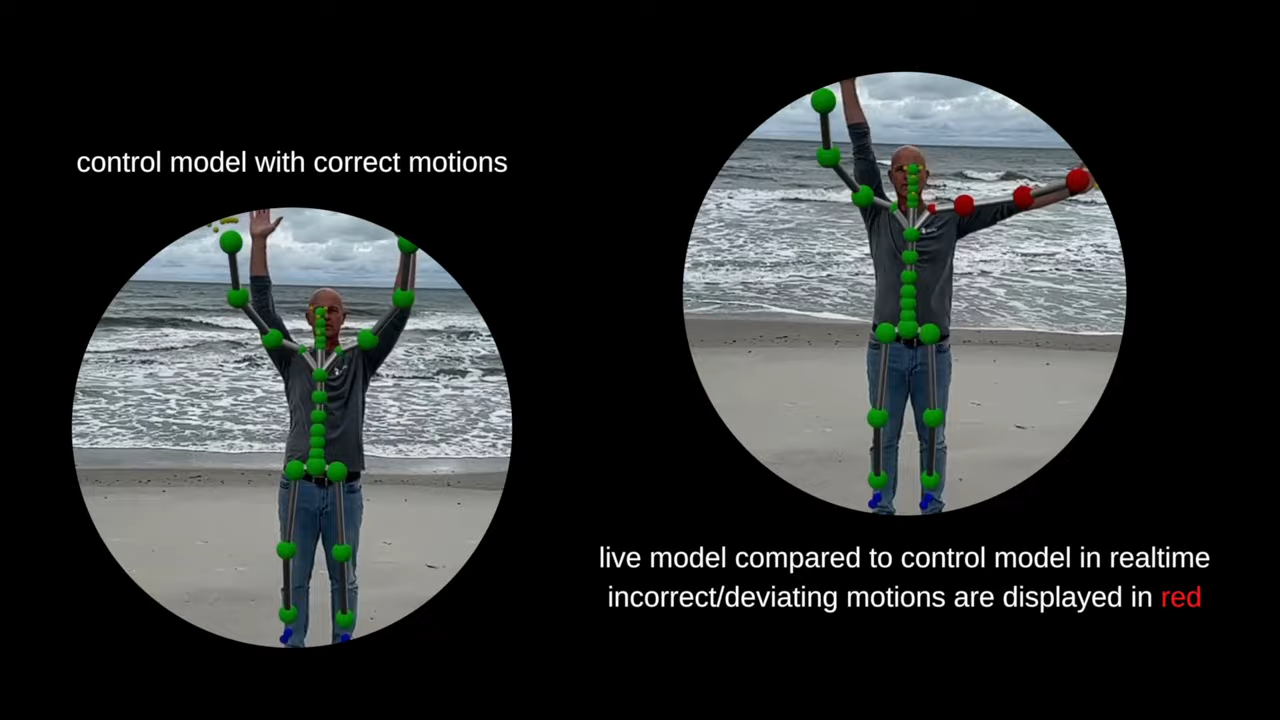 control model with correct motions
live model compared to control model in realtime
incorrect/deviating motions are displayed in red